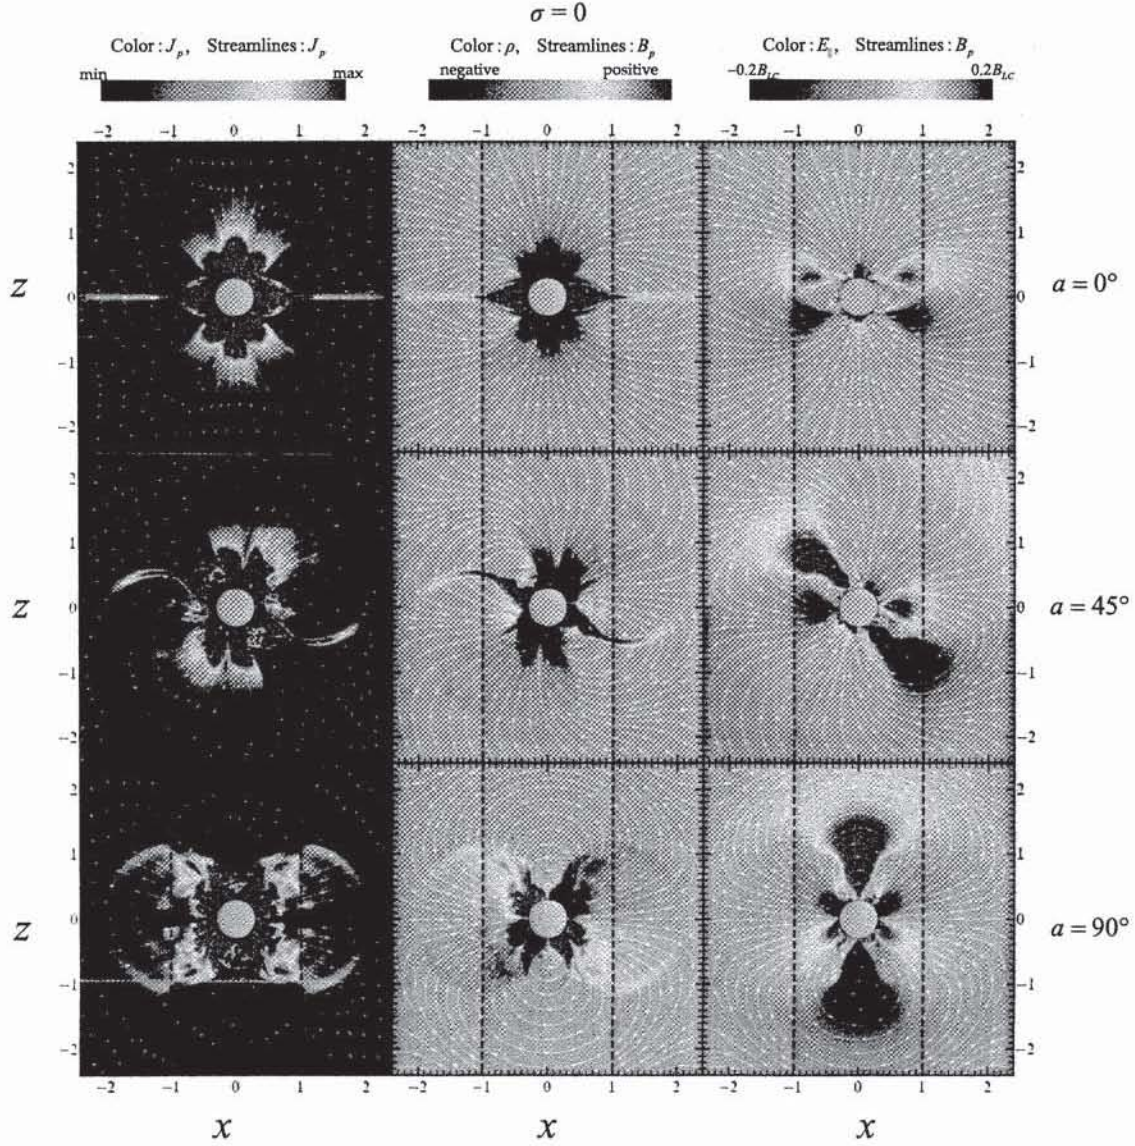 σ = 0
Color : J_p, Streamlines : J_p Color : ρ, Streamlines : B_p Color : E_∥, Streamlines : B_p
min max negative positive −0.2B_LC 0.2B_LC
−2 −1 0 1 2 −2 −1 0 1 2 −2 −1 0 1 2
2 2
1 1
z 0 0 a = 0°
−1 −1
−2 −2
2 2
1 1
z 0 0 a = 45°
−1 −1
−2 −2
2 2
1 1
z 0 0 a = 90°
−1 −1
−2 −2
−2 −1 0 1 2 −2 −1 0 1 2 −2 −1 0 1 2
x x x